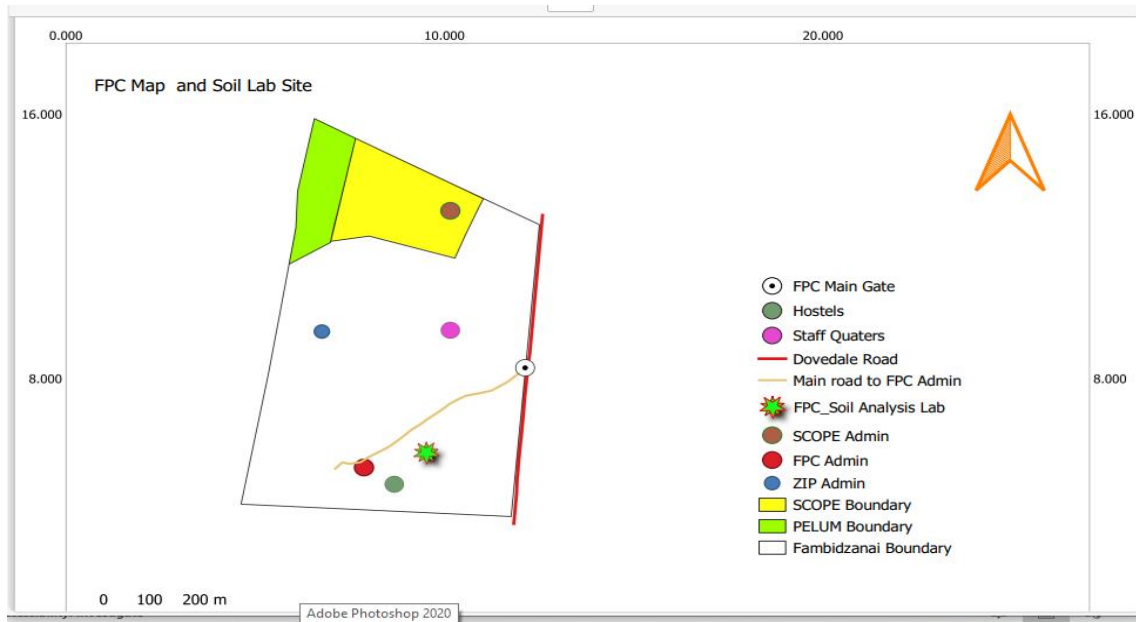 0.000 10.000 20.000
FPC Map and Soil Lab Site
16.000 16.000
FPC Main Gate
Hostels
Staff Quaters
Dovedale Road
8.000 8.000
Main road to FPC Admin
FPC_Soil Analysis Lab
SCOPE Admin
FPC Admin
ZIP Admin
SCOPE Boundary
PELUM Boundary
Fambidzanai Boundary
0 100 200 m
Adobe Photoshop 2020